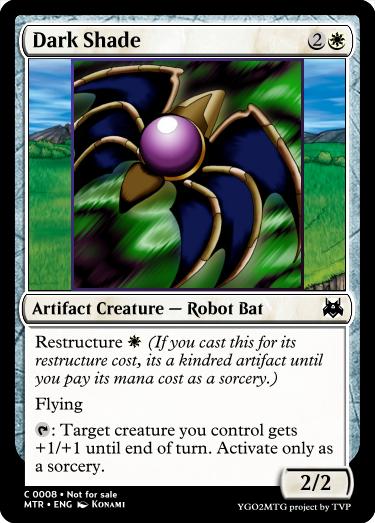 Dark Shade 2
Artifact Creature — Robot Bat
Restructure (If you cast this for its
restructure cost, its a kindred artifact until
you pay its mana cost as a sorcery.)
Flying
: Target creature you control gets
+1/+1 until end of turn. Activate only as
a sorcery.
2/2
C 0008 • Not for sale
MTR • ENG KONAMI
YGO2MTG project by TVP